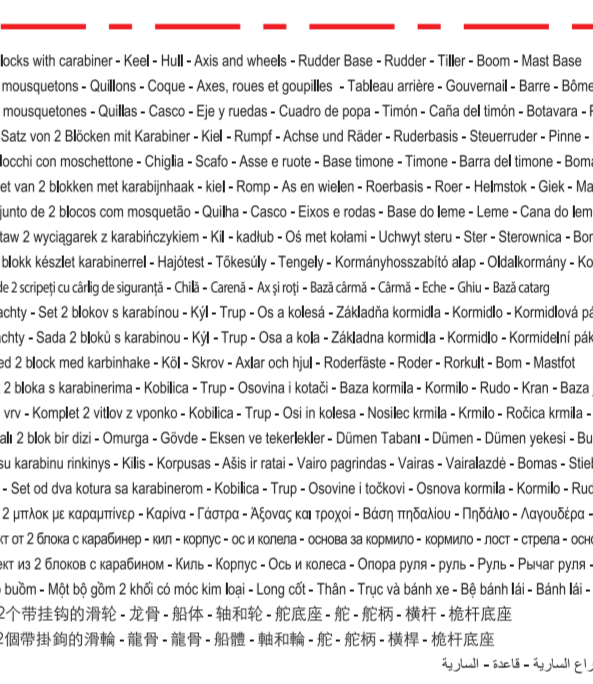 locks with carabiner - Keel - Hull - Axis and wheels - Rudder Base - Rudder - Tiller - Boom - Mast Base
mousquetons - Quillons - Coque - Axes, roues et goupilles - Tableau arrière - Gouvernail - Barre - Bôme
mousquetones - Quillas - Casco - Eje y ruedas - Cuadro de popa - Timón - Caña del timón - Botavara -
Satz von 2 Blöcken mit Karabiner - Kiel - Rumpf - Achse und Räder - Ruderbasis - Steuerruder - Pinne -
locchi con moschettone - Chiglia - Scafo - Asse e ruote - Base timone - Timone - Barra del timone - Boma
et van 2 blokken met karabijnhaak - kiel - Romp - As en wielen - Roerbasis - Roer - Helmstok - Giek - Ma
junto de 2 blocos com mosquetão - Quilha - Casco - Eixos e rodas - Base do leme - Leme - Cana do lem
taw 2 wyciągarek z karabińczykiem - Kil - kadłub - Oś met kołami - Uchwyt steru - Ster - Sterownica - Bo
blokk készlet karabinerrel - Hajótest - Tőkesúly - Tengely - Kormányhosszabító alap - Oldalkormány - Ko
de 2 scripeți cu cârlig de siguranță - Chilă - Carenă - Ax și roți - Bază cârmă - Cârmă - Eche - Ghiu - Bază catarg
achty - Set 2 blokov s karabínou - Kýl - Trup - Os a kolesá - Základňa kormidla - Kormidlo - Kormidlová pá
achty - Sada 2 bloků s karabinou - Kýl - Trup - Osa a kola - Základna kormidla - Kormidlo - Kormidelní pák
ed 2 block med karbinhake - Köl - Skrov - Axlar och hjul - Roderfäste - Roder - Rorkult - Bom - Mastfot
2 bloka s karabinerima - Kobilica - Trup - Osovina i kotači - Baza kormila - Kormilo - Rudo - Kran - Baza
vrv - Komplet 2 vitlov z vponko - Kobilica - Trup - Osi in kolesa - Nosilec krmila - Krmilo - Ročica krmila -
alı 2 blok bir dizi - Omurga - Gövde - Eksen ve tekerlekler - Dümen Tabanı - Dümen - Dümen yekesi - Bu
su karabinu rinkinys - Kilis - Korpusas - Ašis ir ratai - Vairo pagrindas - Vairas - Vairalazdė - Bomas - Stieb
- Set od dva kotura sa karabinerom - Kobilica - Trup - Osovine i točkovi - Osnova kormila - Kormilo - Rud
2 μπλοκ με καραμπίνερ - Καρίνα - Γάστρα - Άξονας και τροχοί - Βάση πηδαλίου - Πηδάλιο - Λαγουδέρα -
кт от 2 блока с карабинер - кил - корпус - ос и колела - основа за кормило - кормило - лост - стрела - осно
ект из 2 блоков с карабином - Киль - Корпус - Ось и колеса - Опора руля - руль - Руль - Рычаг руля -
buồm - Một bộ gồm 2 khối có móc kim loại - Long cốt - Thân - Trục và bánh xe - Bệ bánh lái - Bánh lái -
2个带挂钩的滑轮 - 龙骨 - 船体 - 轴和轮 - 舵底座 - 舵 - 舵柄 - 横杆 - 桅杆底座
2個帶掛鉤的滑輪 - 龍骨 - 龍骨 - 船體 - 軸和輪 - 舵 - 舵柄 - 橫桿 - 桅杆底座
راع السارية - قاعدة - السارية